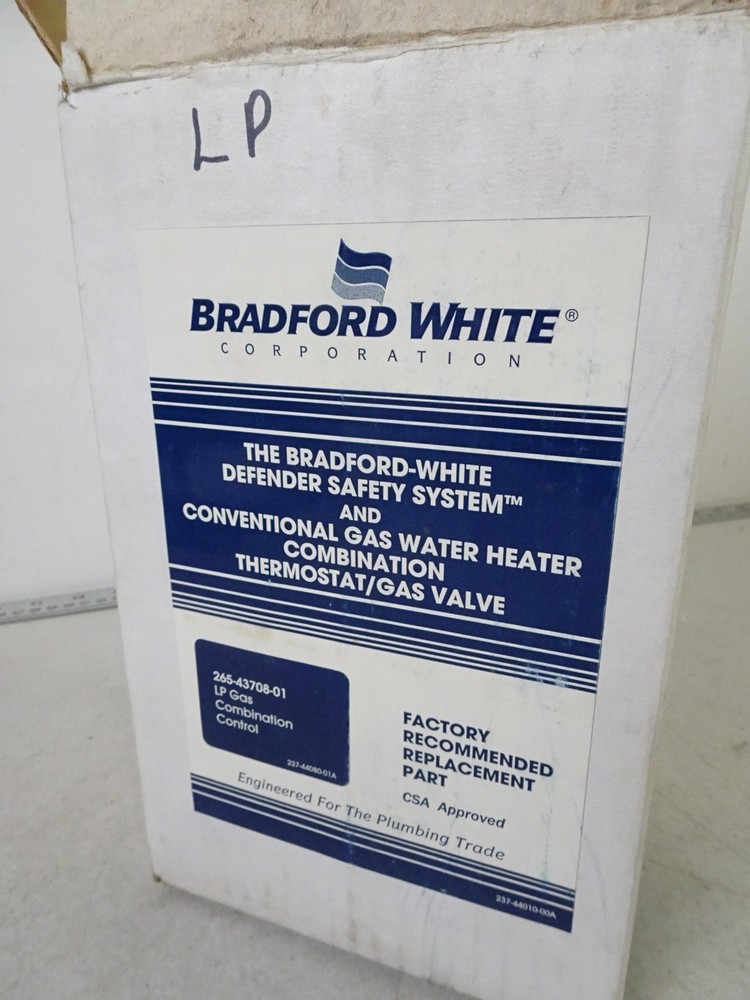 LP
BRADFORD WHITE®
CORPORATION
THE BRADFORD-WHITE
DEFENDER SAFETY SYSTEM™
AND
CONVENTIONAL GAS WATER HEATER
COMBINATION
THERMOSTAT/GAS VALVE
265-43708-01
LP Gas
Combination
Control
237-44080-01A
FACTORY
RECOMMENDED
REPLACEMENT
PART
CSA Approved
Engineered For The Plumbing Trade
237-44010-00A